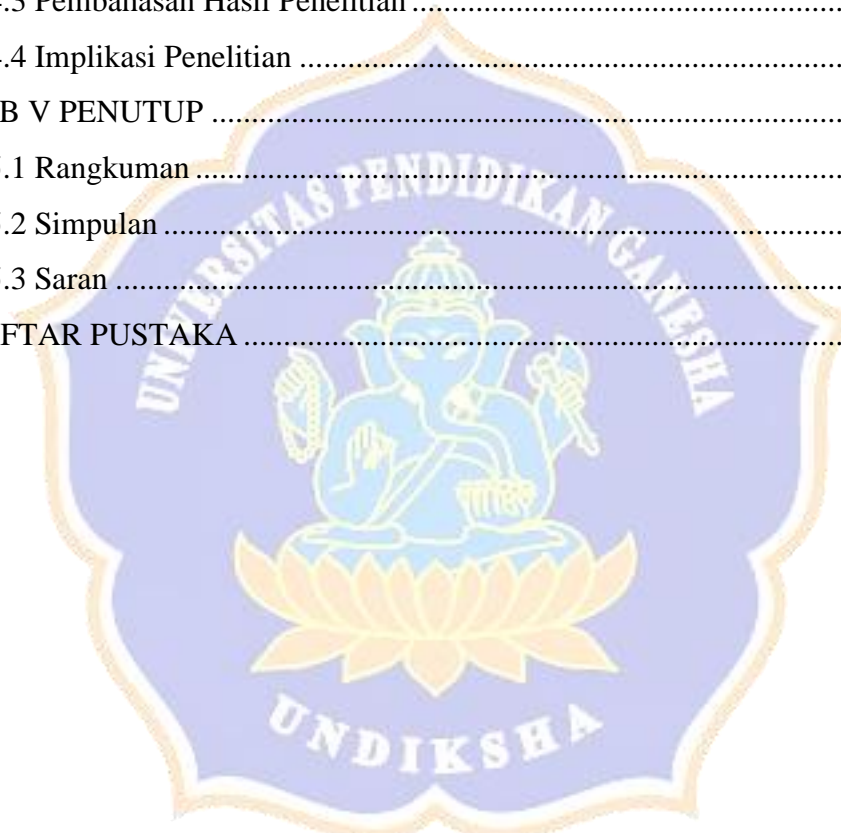 .3 Pembahasan Hasil Penelitian ........................................................
.4 Implikasi Penelitian ......................................................................
B V PENUTUP .................................................................................
.1 Rangkuman ...................................................................................
.2 Simpulan .......................................................................................
.3 Saran .............................................................................................
FTAR PUSTAKA .............................................................................
UNIVERSITAS PENDIDIKAN GANESHA
UNDIKSHA